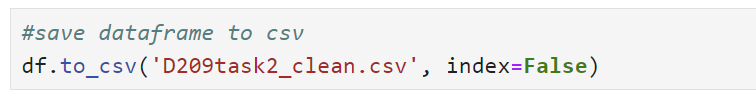 #save dataframe to csv
df.to_csv('D209task2_clean.csv', index=False)